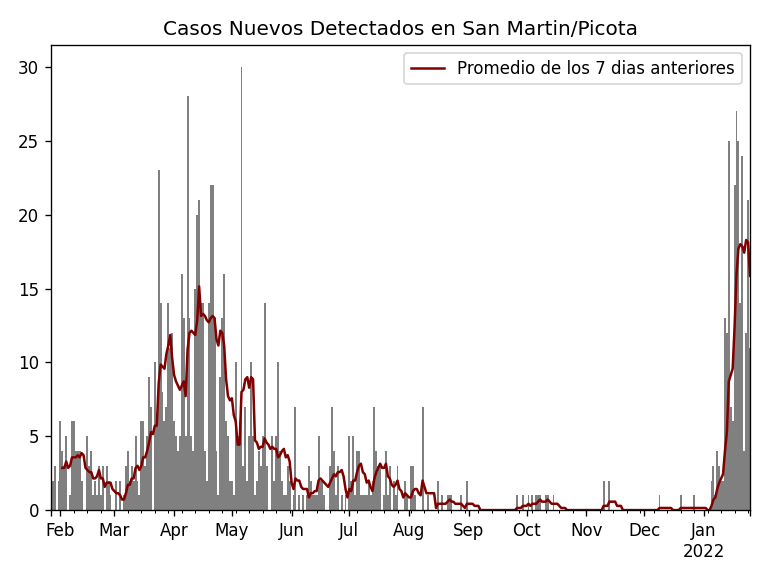 Casos Nuevos Detectados en San Martin/Picota
Promedio de los 7 dias anteriores
30
25
20
15
10
5
0
Feb Mar Apr May Jun Jul Aug Sep Oct Nov Dec Jan
2022